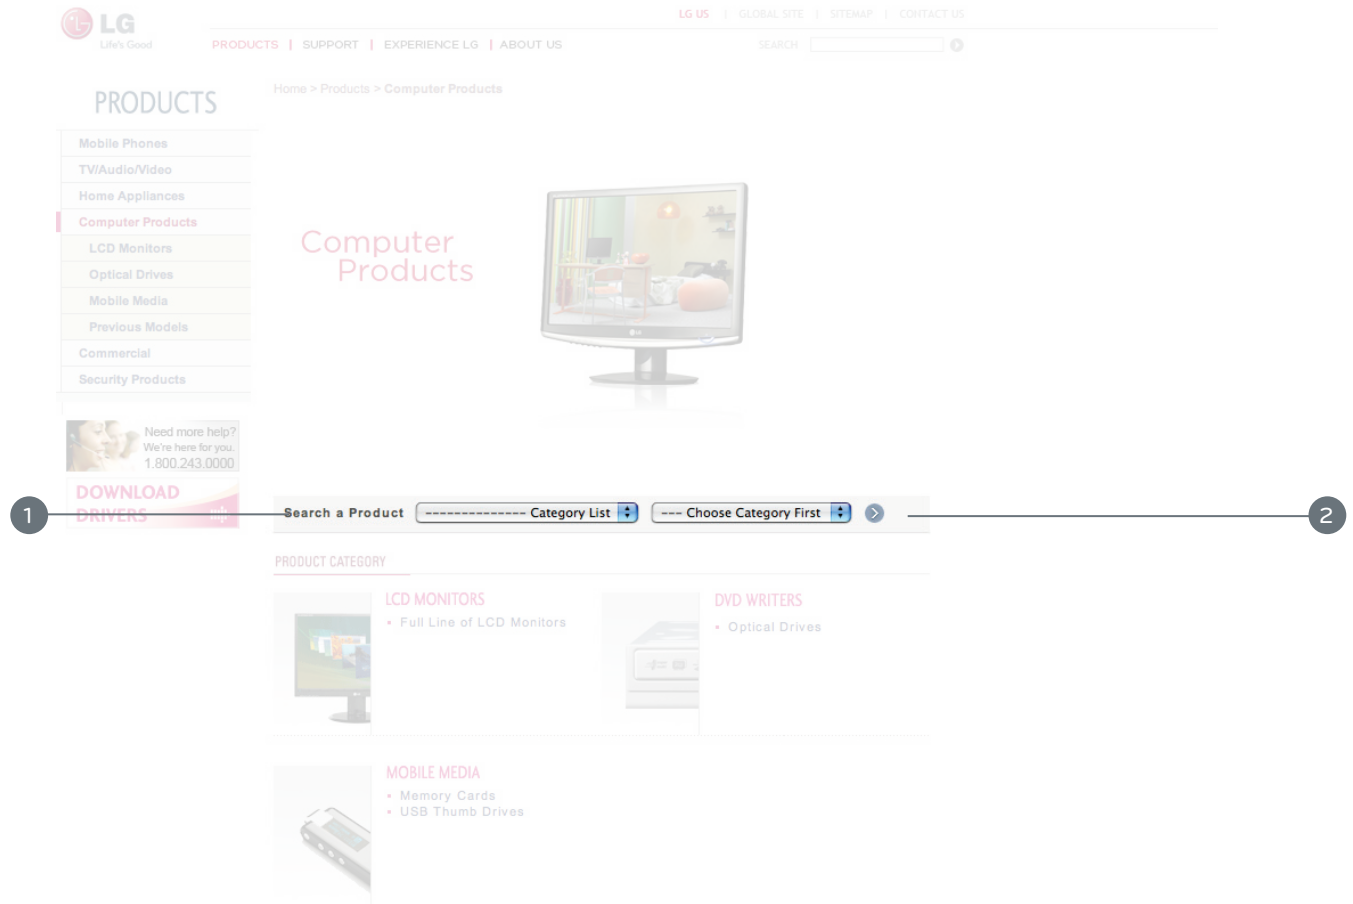 LG
Life's Good
LG US | GLOBAL SITE | SITEMAP | CONTACT US
PRODUCTS | SUPPORT | EXPERIENCE LG | ABOUT US
SEARCH
PRODUCTS
Home > Products > Computer Products
Mobile Phones
TV/Audio/Video
Home Appliances
Computer Products
LCD Monitors
Optical Drives
Mobile Media
Previous Models
Commercial
Security Products
Computer
Products
Need more help?
We're here for you.
1.800.243.0000
DOWNLOAD
DRIVERS
1
Search a Product
-------------- Category List
--- Choose Category First
2
PRODUCT CATEGORY
LCD MONITORS
• Full Line of LCD Monitors
DVD WRITERS
• Optical Drives
MOBILE MEDIA
• Memory Cards
• USB Thumb Drives